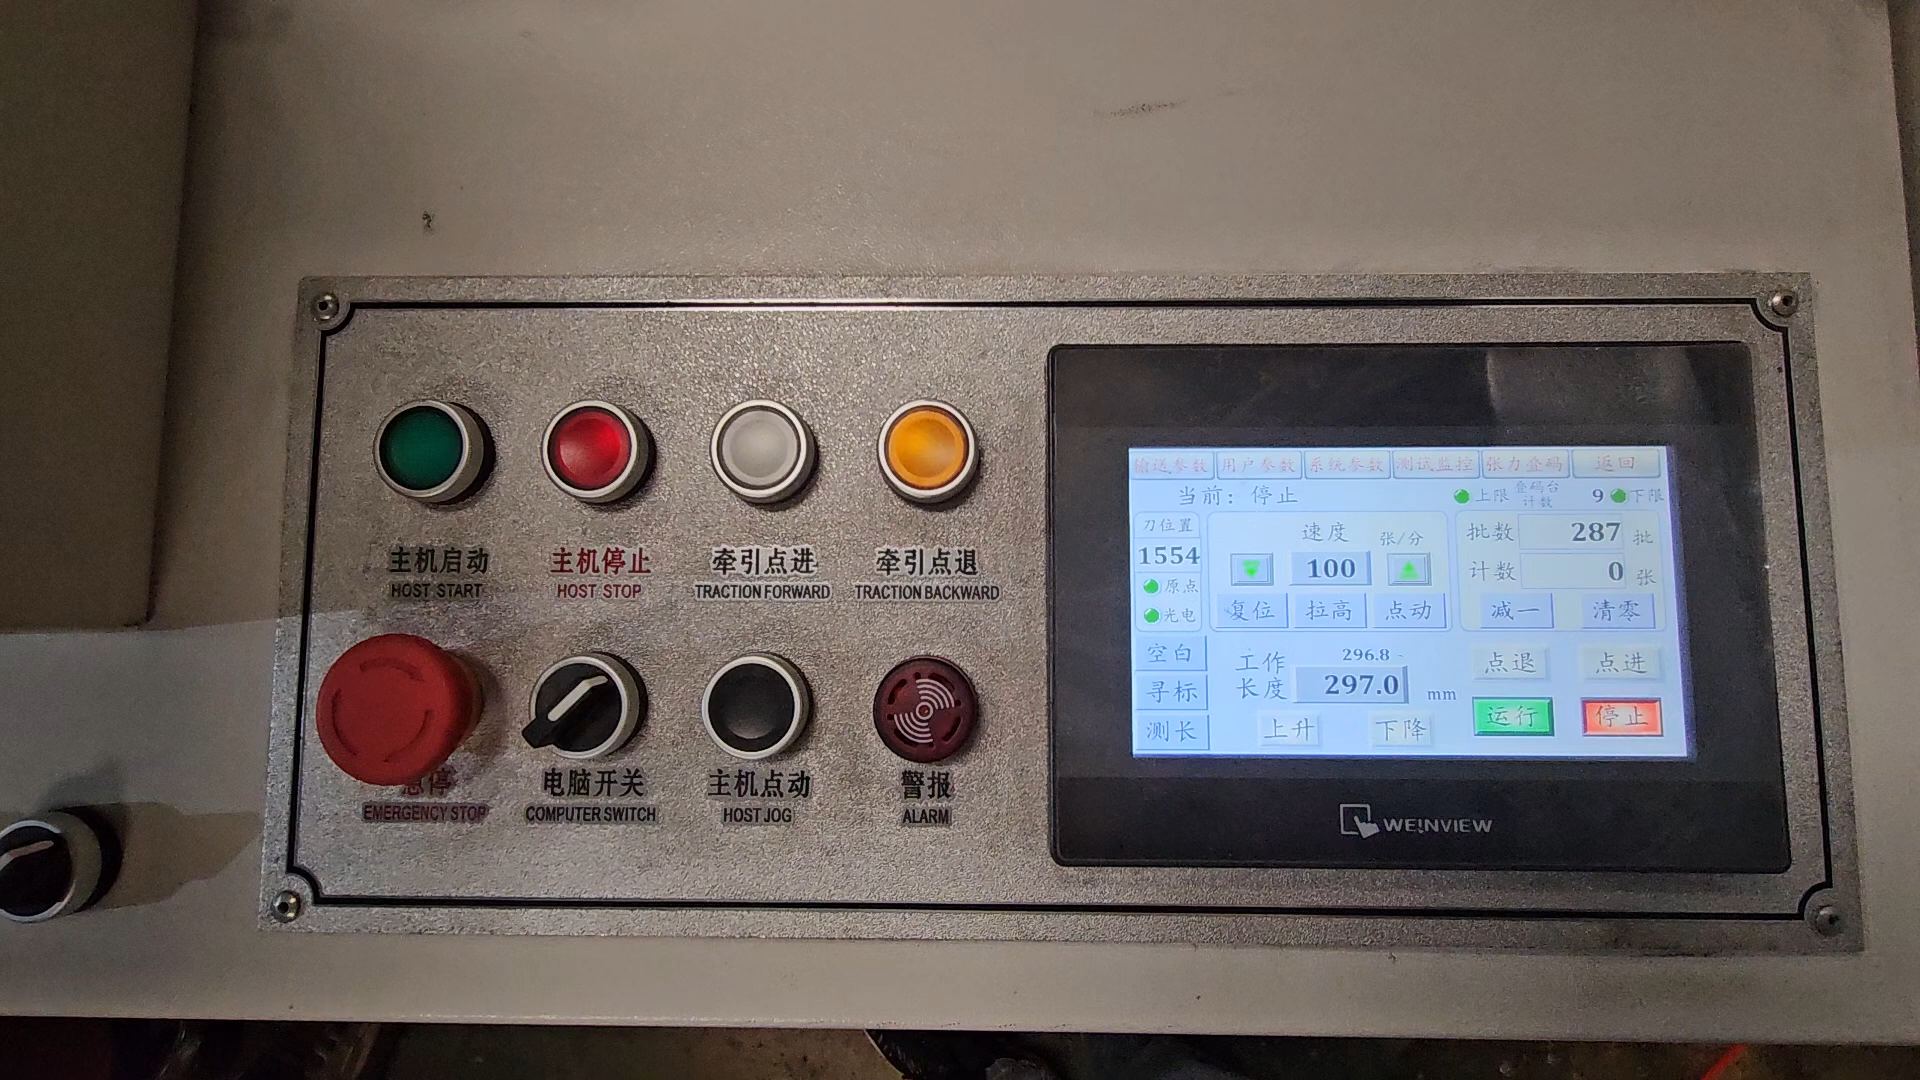 主机启动
HOST START
主机停止
HOST STOP
牵引点进
TRACTION FORWARD
牵引点退
TRACTION BACKWARD
急停
EMERGENCY STOP
电脑开关
COMPUTER SWITCH
主机点动
HOST JOG
警报
ALARM
输送参数 用户参数 系统参数 测试监控 张力叠码 返回
当前: 停止
上限 叠码台计数 9 下限
刀位置
1554
原点
光电
速度 张/分
100
复位 拉高 点动
批数 287 批
计数 0 张
减一 清零
空白
寻标
测长
工作长度 296.8
297.0 mm
上升 下降
点退 点进
运行 停止
WEINVIEW